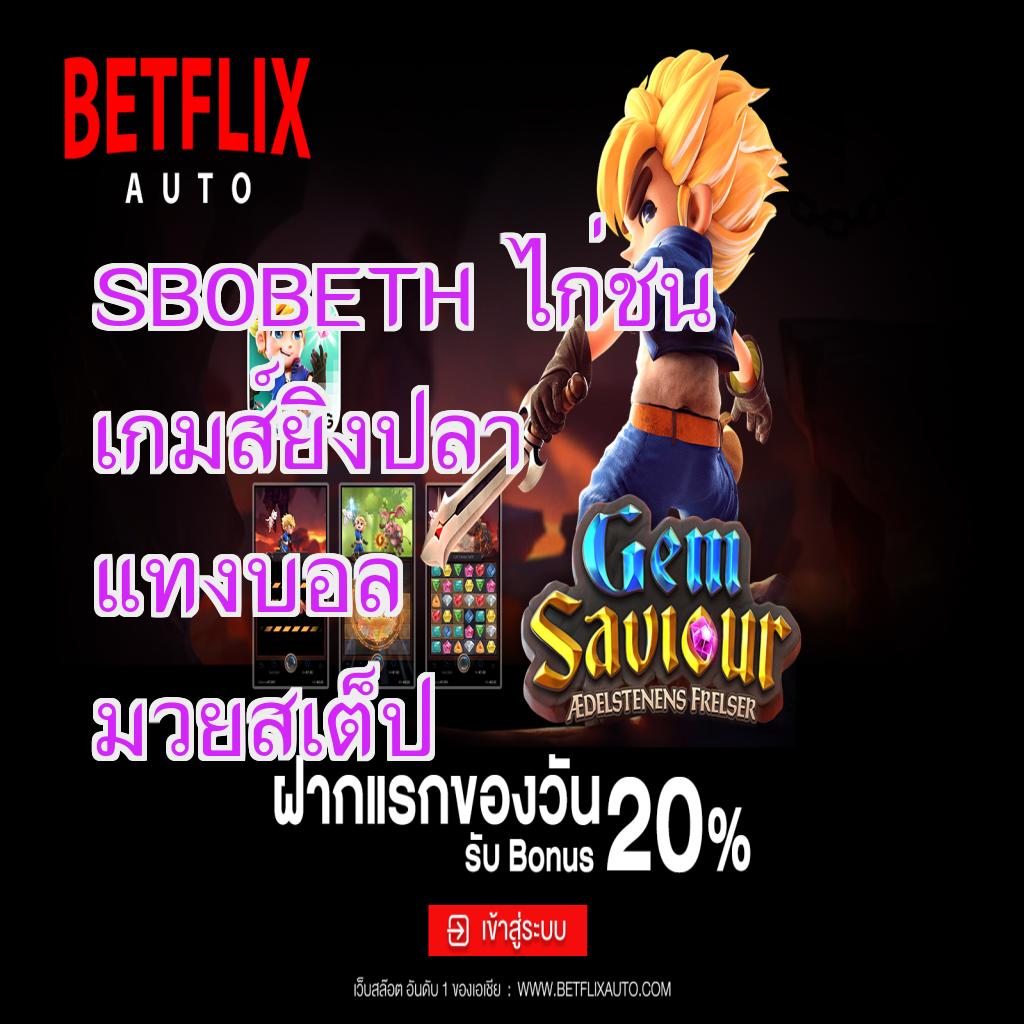 BETFLIX
AUTO
SBOBETH ไก่ชน
เกมส์ยิงปลา
แทงบอล
มวยสเต็ป
Gem
Saviour
ÆDELSTENENS FRELSER
ฝากแรกของวัน 20%
รับ Bonus
เข้าสู่ระบบ
เว็บสล๊อต อันดับ 1 ของเอเชีย : WWW.BETFLIXAUTO.COM